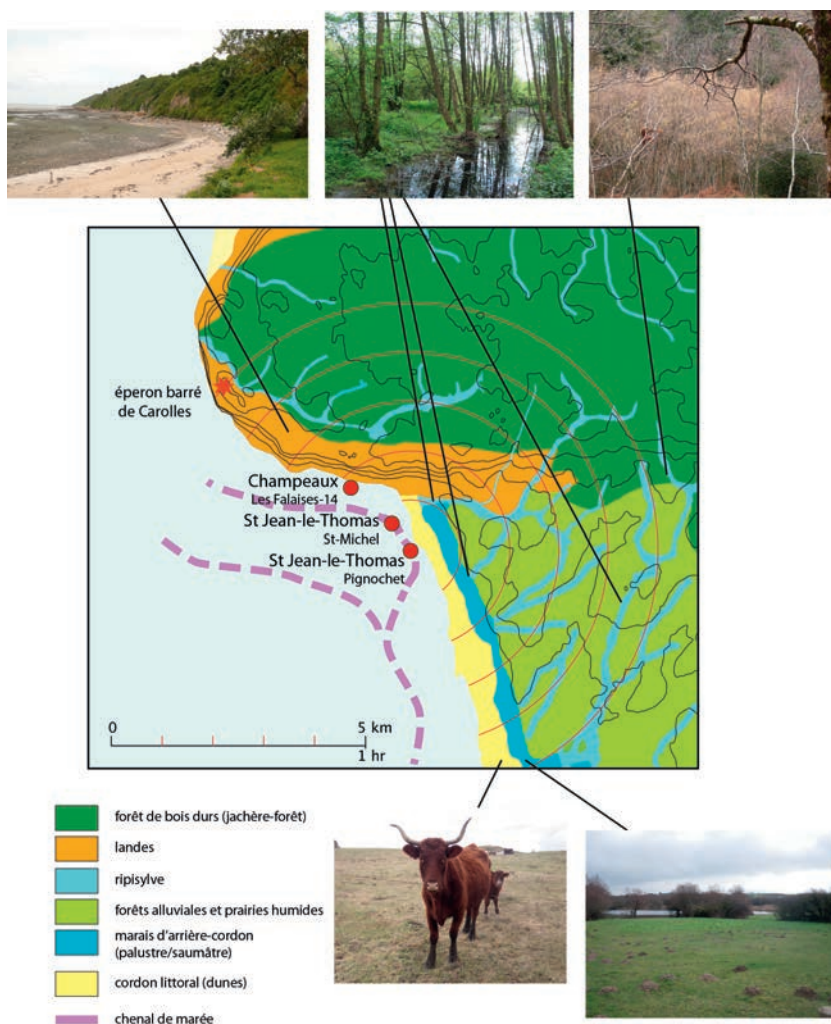 éperon barré
de Carolles
Champeaux
Les Falaises-14
St Jean-le-Thomas
St-Michel
St Jean-le-Thomas
Pignochet
0
5 km
1 hr
forêt de bois durs (jachère-forêt)
landes
ripisylve
forêts alluviales et prairies humides
marais d'arrière-cordon
(palustre/saumâtre)
cordon littoral (dunes)
chenal de marée